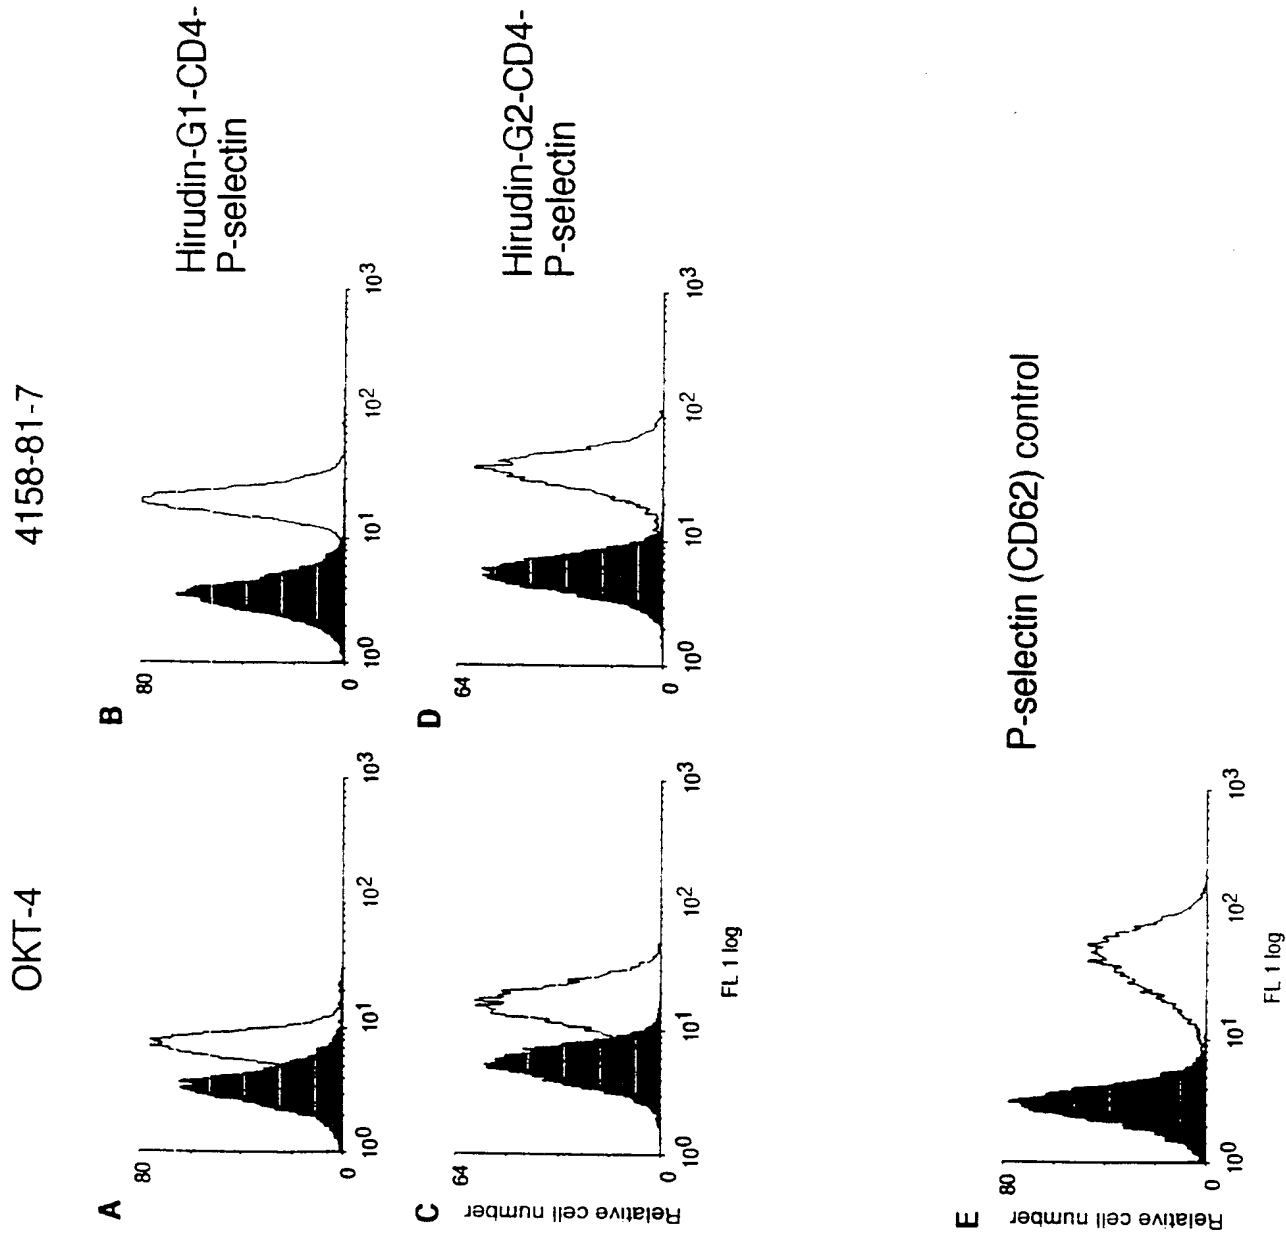 OKT-4
4158-81-7
A
80
0
10⁰
10¹
10²
10³
B
80
0
10⁰
10¹
10²
10³
Hirudin-G1-CD4-
P-selectin
C
Relative cell number
64
0
10⁰
10¹
10²
10³
FL 1 log
D
64
0
10⁰
10¹
10²
10³
Hirudin-G2-CD4-
P-selectin
E
Relative cell number
80
0
10⁰
10¹
10²
10³
FL 1 log
P-selectin (CD62) control